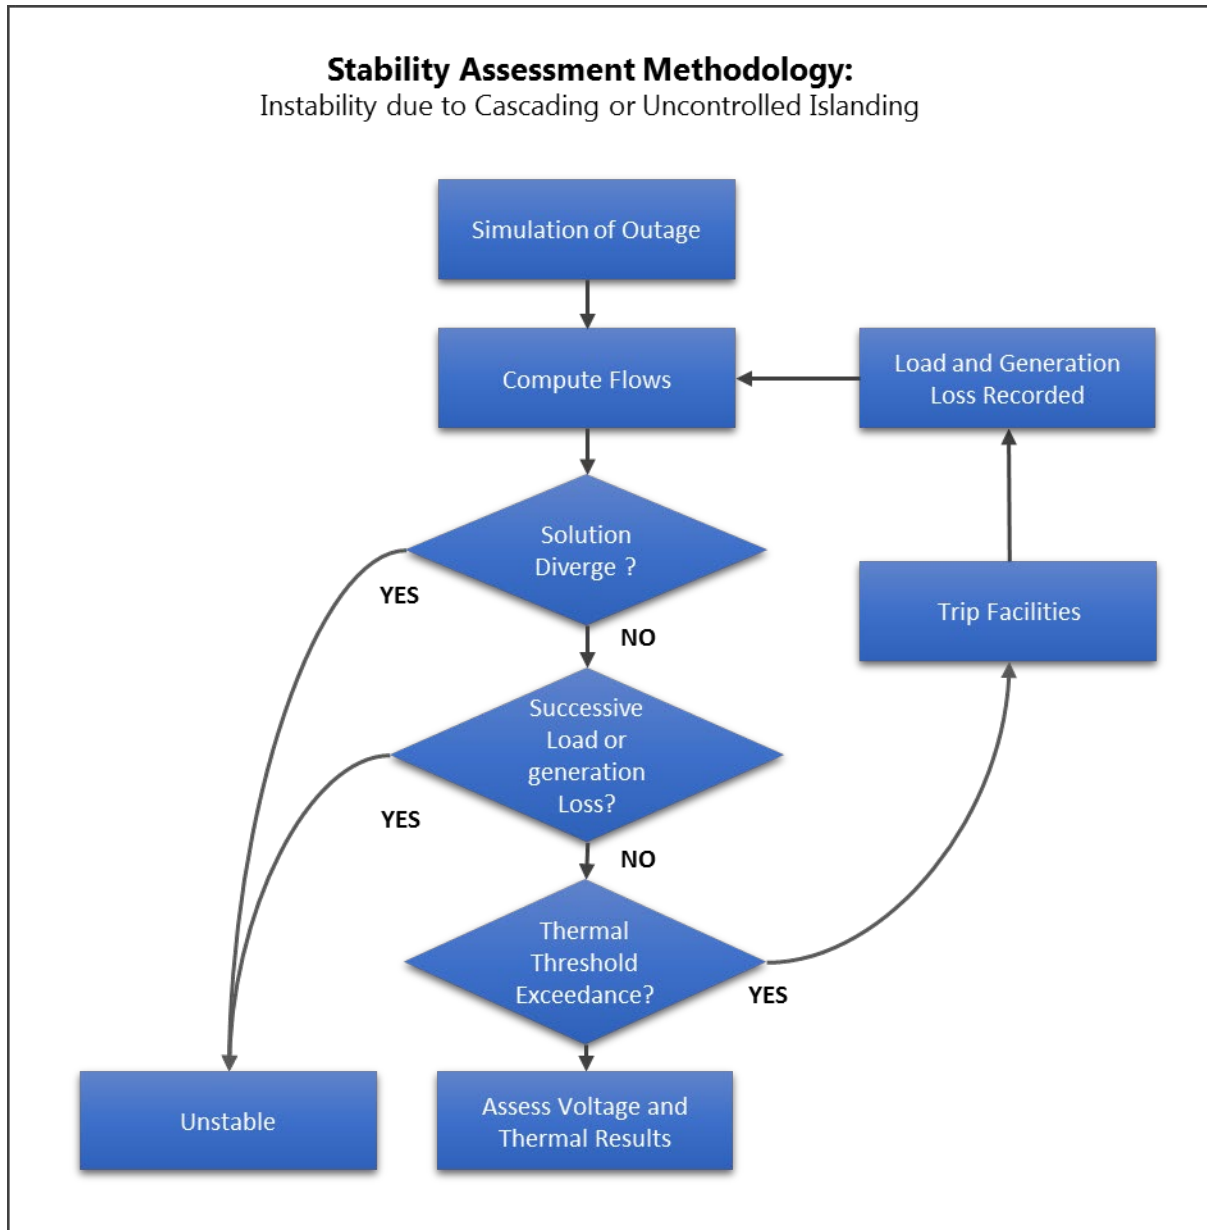 Stability Assessment Methodology:
Instability due to Cascading or Uncontrolled Islanding
Simulation of Outage
Compute Flows
Load and Generation
Loss Recorded
Solution
Diverge ?
YES
NO
Trip Facilities
Successive
Load or
generation
Loss?
YES
NO
Thermal
Threshold
Exceedance?
YES
Unstable
Assess Voltage and
Thermal Results